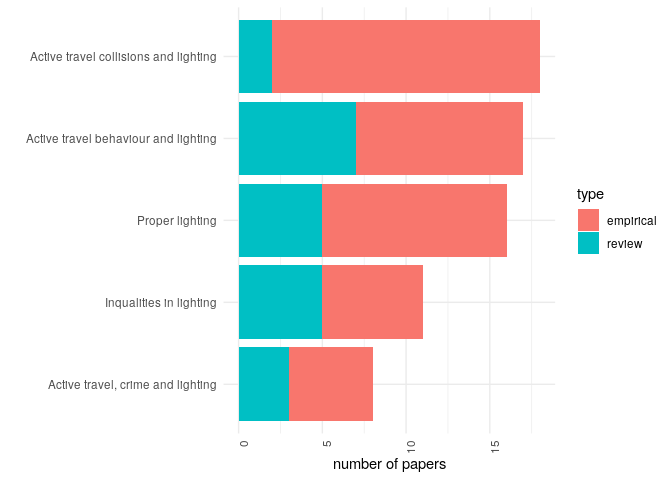 Active travel collisions and lighting
Active travel behaviour and lighting
Proper lighting
Inqualities in lighting
Active travel, crime and lighting
0
5
10
15
number of papers
type
empirical
review